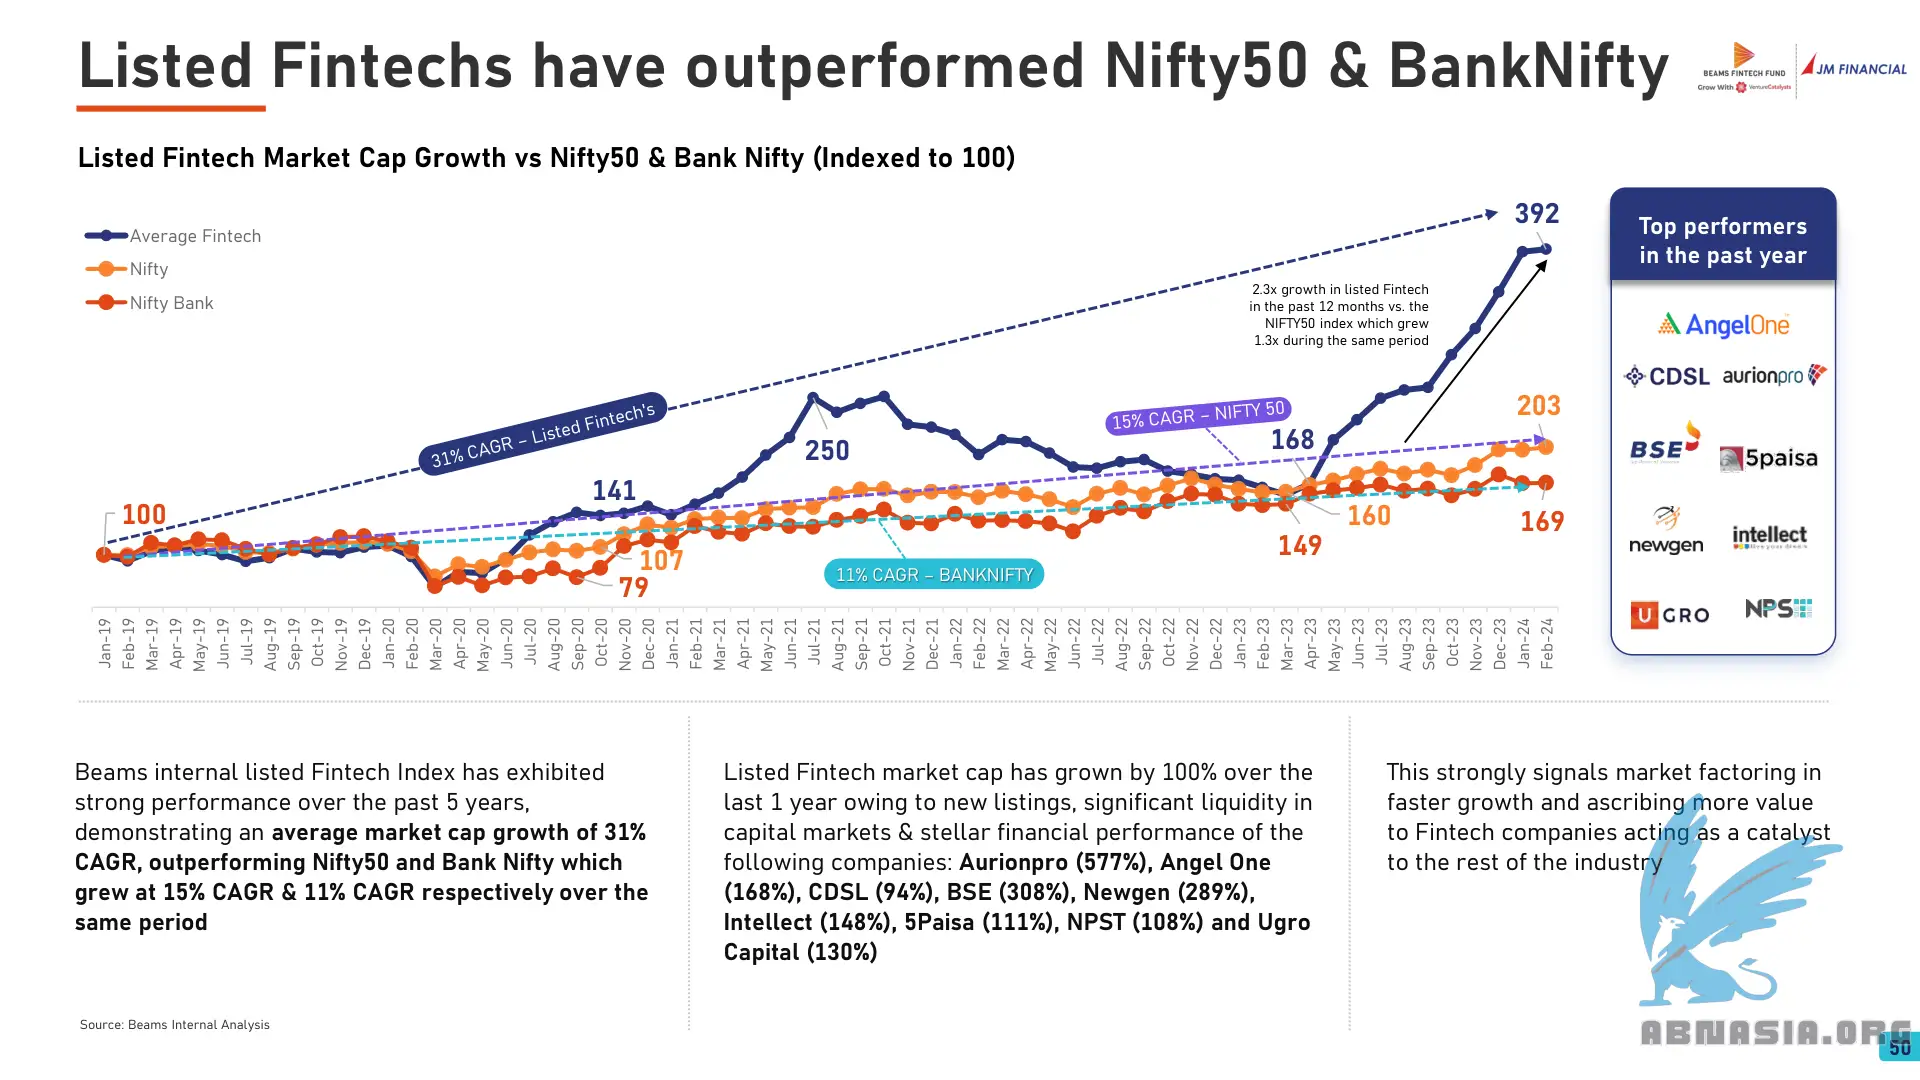 Listed Fintechs have outperformed Nifty50 & BankNifty
BEAMS FINTECH FUND
Grow With VentureCatalysts
JM FINANCIAL
Listed Fintech Market Cap Growth vs Nifty50 & Bank Nifty (Indexed to 100)
Average Fintech
Nifty
Nifty Bank
31% CAGR – Listed Fintech's
15% CAGR – NIFTY 50
11% CAGR – BANKNIFTY
2.3x growth in listed Fintech
in the past 12 months vs. the
NIFTY50 index which grew
1.3x during the same period
100
141
107
79
250
168
160
149
392
203
169
Jan-19
Feb-19
Mar-19
Apr-19
May-19
Jun-19
Jul-19
Aug-19
Sep-19
Oct-19
Nov-19
Dec-19
Jan-20
Feb-20
Mar-20
Apr-20
May-20
Jun-20
Jul-20
Aug-20
Sep-20
Oct-20
Nov-20
Dec-20
Jan-21
Feb-21
Mar-21
Apr-21
May-21
Jun-21
Jul-21
Aug-21
Sep-21
Oct-21
Nov-21
Dec-21
Jan-22
Feb-22
Mar-22
Apr-22
May-22
Jun-22
Jul-22
Aug-22
Sep-22
Oct-22
Nov-22
Dec-22
Jan-23
Feb-23
Mar-23
Apr-23
May-23
Jun-23
Jul-23
Aug-23
Sep-23
Oct-23
Nov-23
Dec-23
Jan-24
Feb-24
Top performers
in the past year
AngelOne
CDSL
aurionpro
BSE
5paisa
newgen
intellect
U GRO
NPST
Beams internal listed Fintech Index has exhibited
strong performance over the past 5 years,
demonstrating an average market cap growth of 31%
CAGR, outperforming Nifty50 and Bank Nifty which
grew at 15% CAGR & 11% CAGR respectively over the
same period
Listed Fintech market cap has grown by 100% over the
last 1 year owing to new listings, significant liquidity in
capital markets & stellar financial performance of the
following companies: Aurionpro (577%), Angel One
(168%), CDSL (94%), BSE (308%), Newgen (289%),
Intellect (148%), 5Paisa (111%), NPST (108%) and Ugro
Capital (130%)
This strongly signals market factoring in
faster growth and ascribing more value
to Fintech companies acting as a catalyst
to the rest of the industry
Source: Beams Internal Analysis
ABNASIA.ORG
50